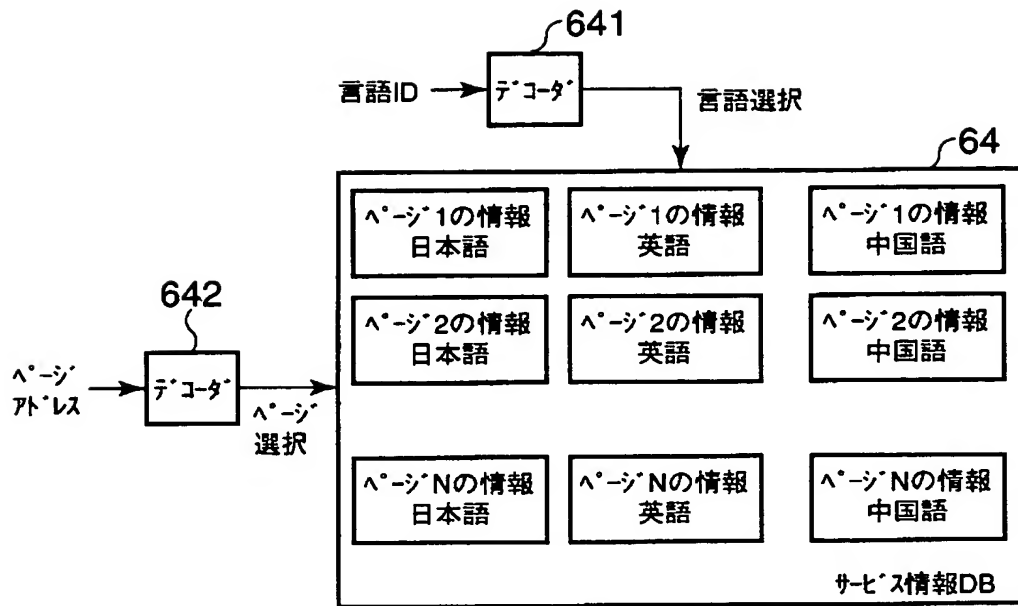 641
言語ID
ﾃﾞｺｰﾀﾞ
言語選択
64
ﾍﾟｰｼﾞ1の情報
日本語
ﾍﾟｰｼﾞ1の情報
英語
ﾍﾟｰｼﾞ1の情報
中国語
642
ﾍﾟｰｼﾞ2の情報
日本語
ﾍﾟｰｼﾞ2の情報
英語
ﾍﾟｰｼﾞ2の情報
中国語
ﾍﾟｰｼﾞ
ｱﾄﾞﾚｽ
ﾃﾞｺｰﾀﾞ
ﾍﾟｰｼﾞ
選択
ﾍﾟｰｼﾞNの情報
日本語
ﾍﾟｰｼﾞNの情報
英語
ﾍﾟｰｼﾞNの情報
中国語
ｻｰﾋﾞｽ情報DB